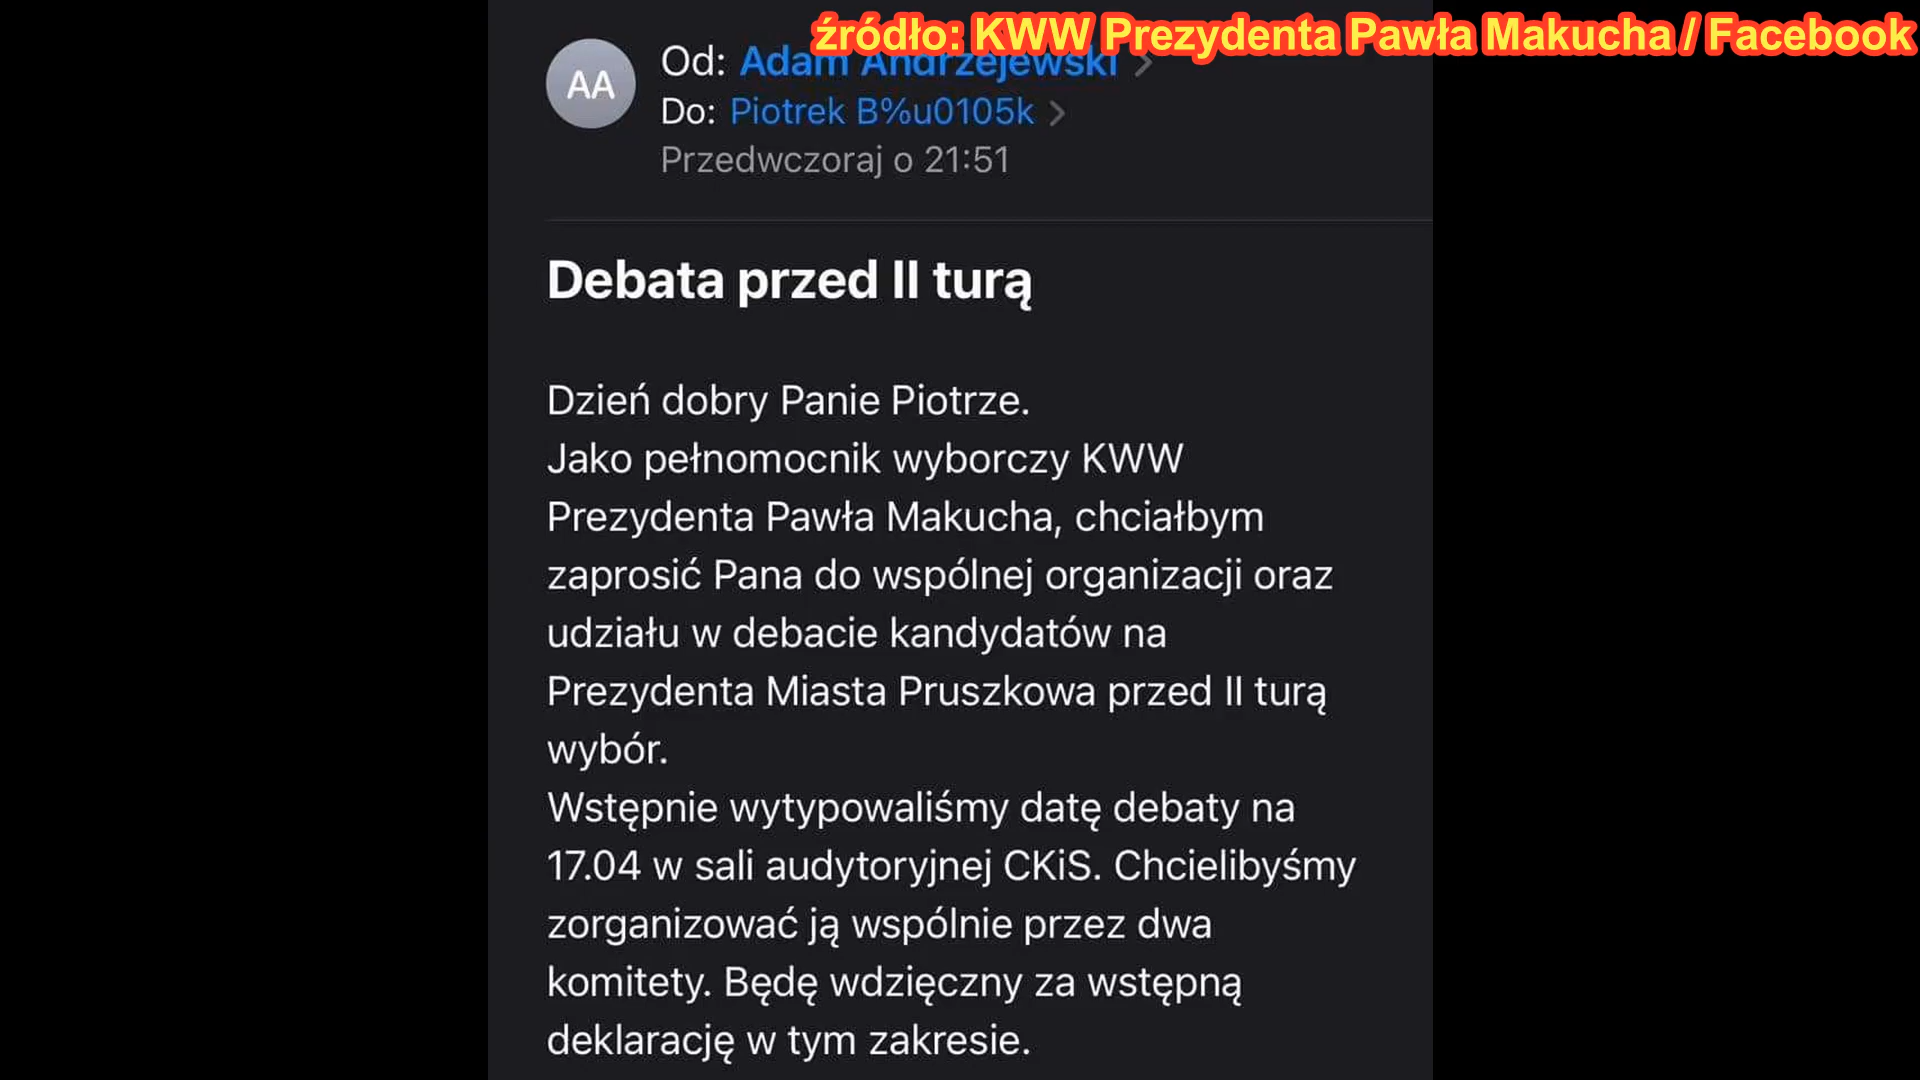 źródło: KWW Prezydenta Pawła Makucha / Facebook
AA
Od: Adam Andrzejewski
Do: Piotrek B%u0105k
Przedwczoraj o 21:51
Debata przed II turą
Dzień dobry Panie Piotrze.
Jako pełnomocnik wyborczy KWW
Prezydenta Pawła Makucha, chciałbym
zaprosić Pana do wspólnej organizacji oraz
udziału w debacie kandydatów na
Prezydenta Miasta Pruszkowa przed II turą
wybór.
Wstępnie wytypowaliśmy datę debaty na
17.04 w sali audytoryjnej CKiS. Chcielibyśmy
zorganizować ją wspólnie przez dwa
komitety. Będę wdzięczny za wstępną
deklarację w tym zakresie.